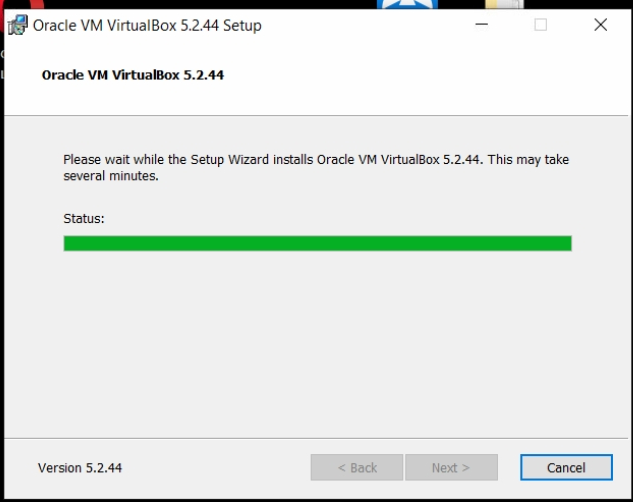 Oracle VM VirtualBox 5.2.44 Setup
Oracle VM VirtualBox 5.2.44
Please wait while the Setup Wizard installs Oracle VM VirtualBox 5.2.44. This may take
several minutes.
Status:
Version 5.2.44
< Back
Next >
Cancel